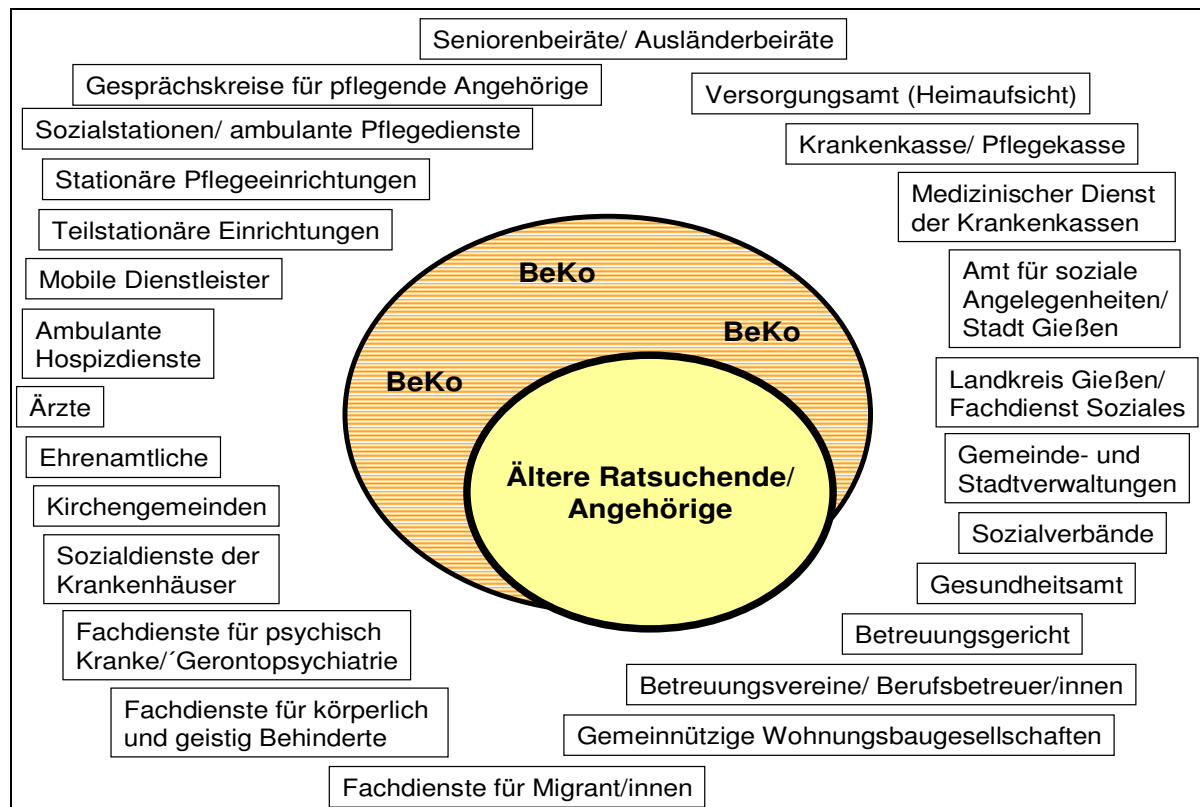 Seniorenbeiräte/ Ausländerbeiräte
Gesprächskreise für pflegende Angehörige
Versorgungsamt (Heimaufsicht)
Sozialstationen/ ambulante Pflegedienste
Krankenkasse/ Pflegekasse
Stationäre Pflegeeinrichtungen
Medizinischer Dienst
der Krankenkassen
Teilstationäre Einrichtungen
Mobile Dienstleister
Amt für soziale
Angelegenheiten/
Stadt Gießen
Ambulante
Hospizdienste
Landkreis Gießen/
Fachdienst Soziales
Ärzte
Ehrenamtliche
Gemeinde- und
Stadtverwaltungen
Kirchengemeinden
Sozialverbände
Sozialdienste der
Krankenhäuser
Gesundheitsamt
Fachdienste für psychisch
Kranke/´Gerontopsychiatrie
Betreuungsgericht
Betreuungsvereine/ Berufsbetreuer/innen
Fachdienste für körperlich
und geistig Behinderte
Gemeinnützige Wohnungsbaugesellschaften
Fachdienste für Migrant/innen
BeKo
BeKo
BeKo
Ältere Ratsuchende/
Angehörige